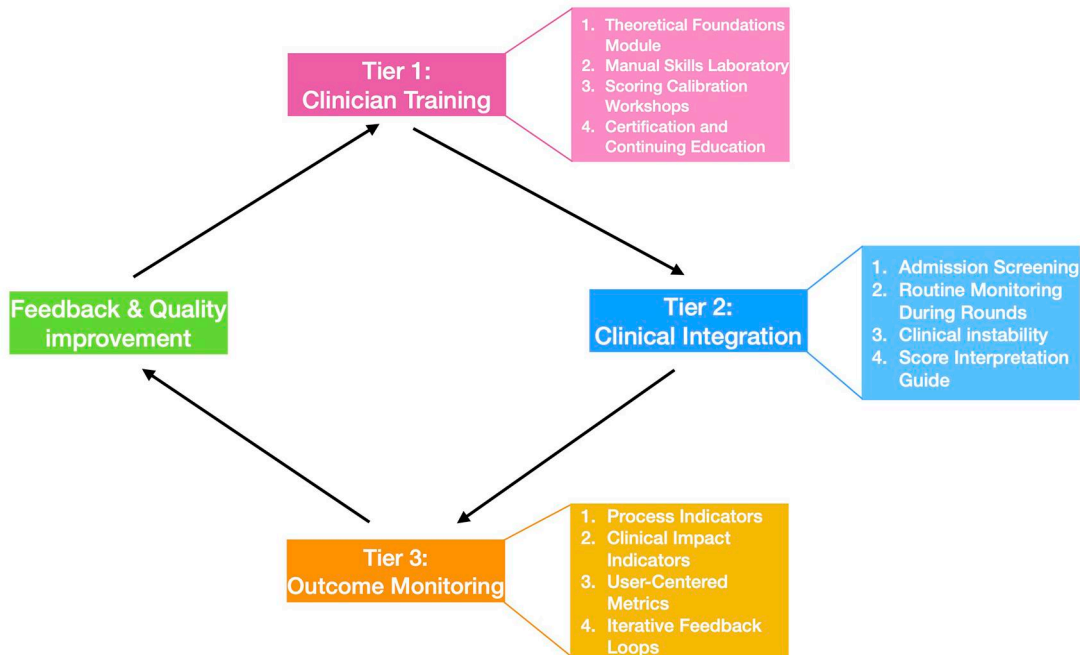 Tier 1:
Clinician Training
1. Theoretical Foundations
Module
2. Manual Skills Laboratory
3. Scoring Calibration
Workshops
4. Certification and
Continuing Education
Feedback & Quality
improvement
Tier 2:
Clinical Integration
1. Admission Screening
2. Routine Monitoring
During Rounds
3. Clinical instability
4. Score Interpretation
Guide
Tier 3:
Outcome Monitoring
1. Process Indicators
2. Clinical Impact
Indicators
3. User-Centered
Metrics
4. Iterative Feedback
Loops